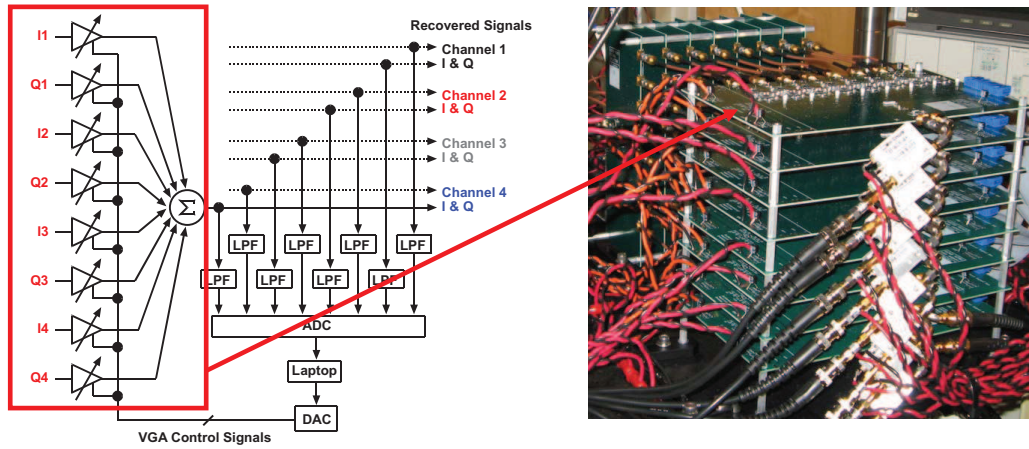 Recovered Signals
I1
Channel 1
I & Q
Q1
Channel 2
I & Q
I2
Channel 3
I & Q
Q2
Channel 4
I & Q
Σ
I3
LPF LPF LPF LPF
Q3
LPF LPF LPF LPF
I4
ADC
Laptop
Q4
DAC
VGA Control Signals